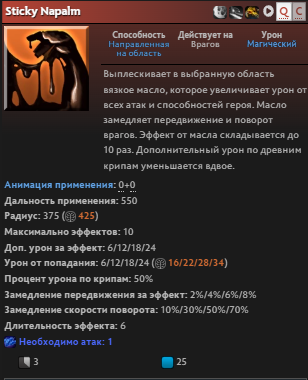 Sticky Napalm
Q C
Способность Действует на Урон
Направленная Врагов Магический
на область
Выплескивает в выбранную область
вязкое масло, которое увеличивает урон от
всех атак и способностей героя. Масло
замедляет передвижение и поворот
врагов. Эффект от масла складывается до
10 раз. Дополнительный урон по древним
крипам уменьшается вдвое.
Анимация применения: 0+0
Дальность применения: 550
Радиус: 375 ( 425)
Максимально эффектов: 10
Доп. урон за эффект: 6/12/18/24
Урон от попадания: 6/12/18/24 ( 16/22/28/34)
Процент урона по крипам: 50%
Замедление передвижения за эффект: 2%/4%/6%/8%
Замедление скорости поворота: 10%/30%/50%/70%
Длительность эффекта: 6
Необходимо атак: 1
3 25